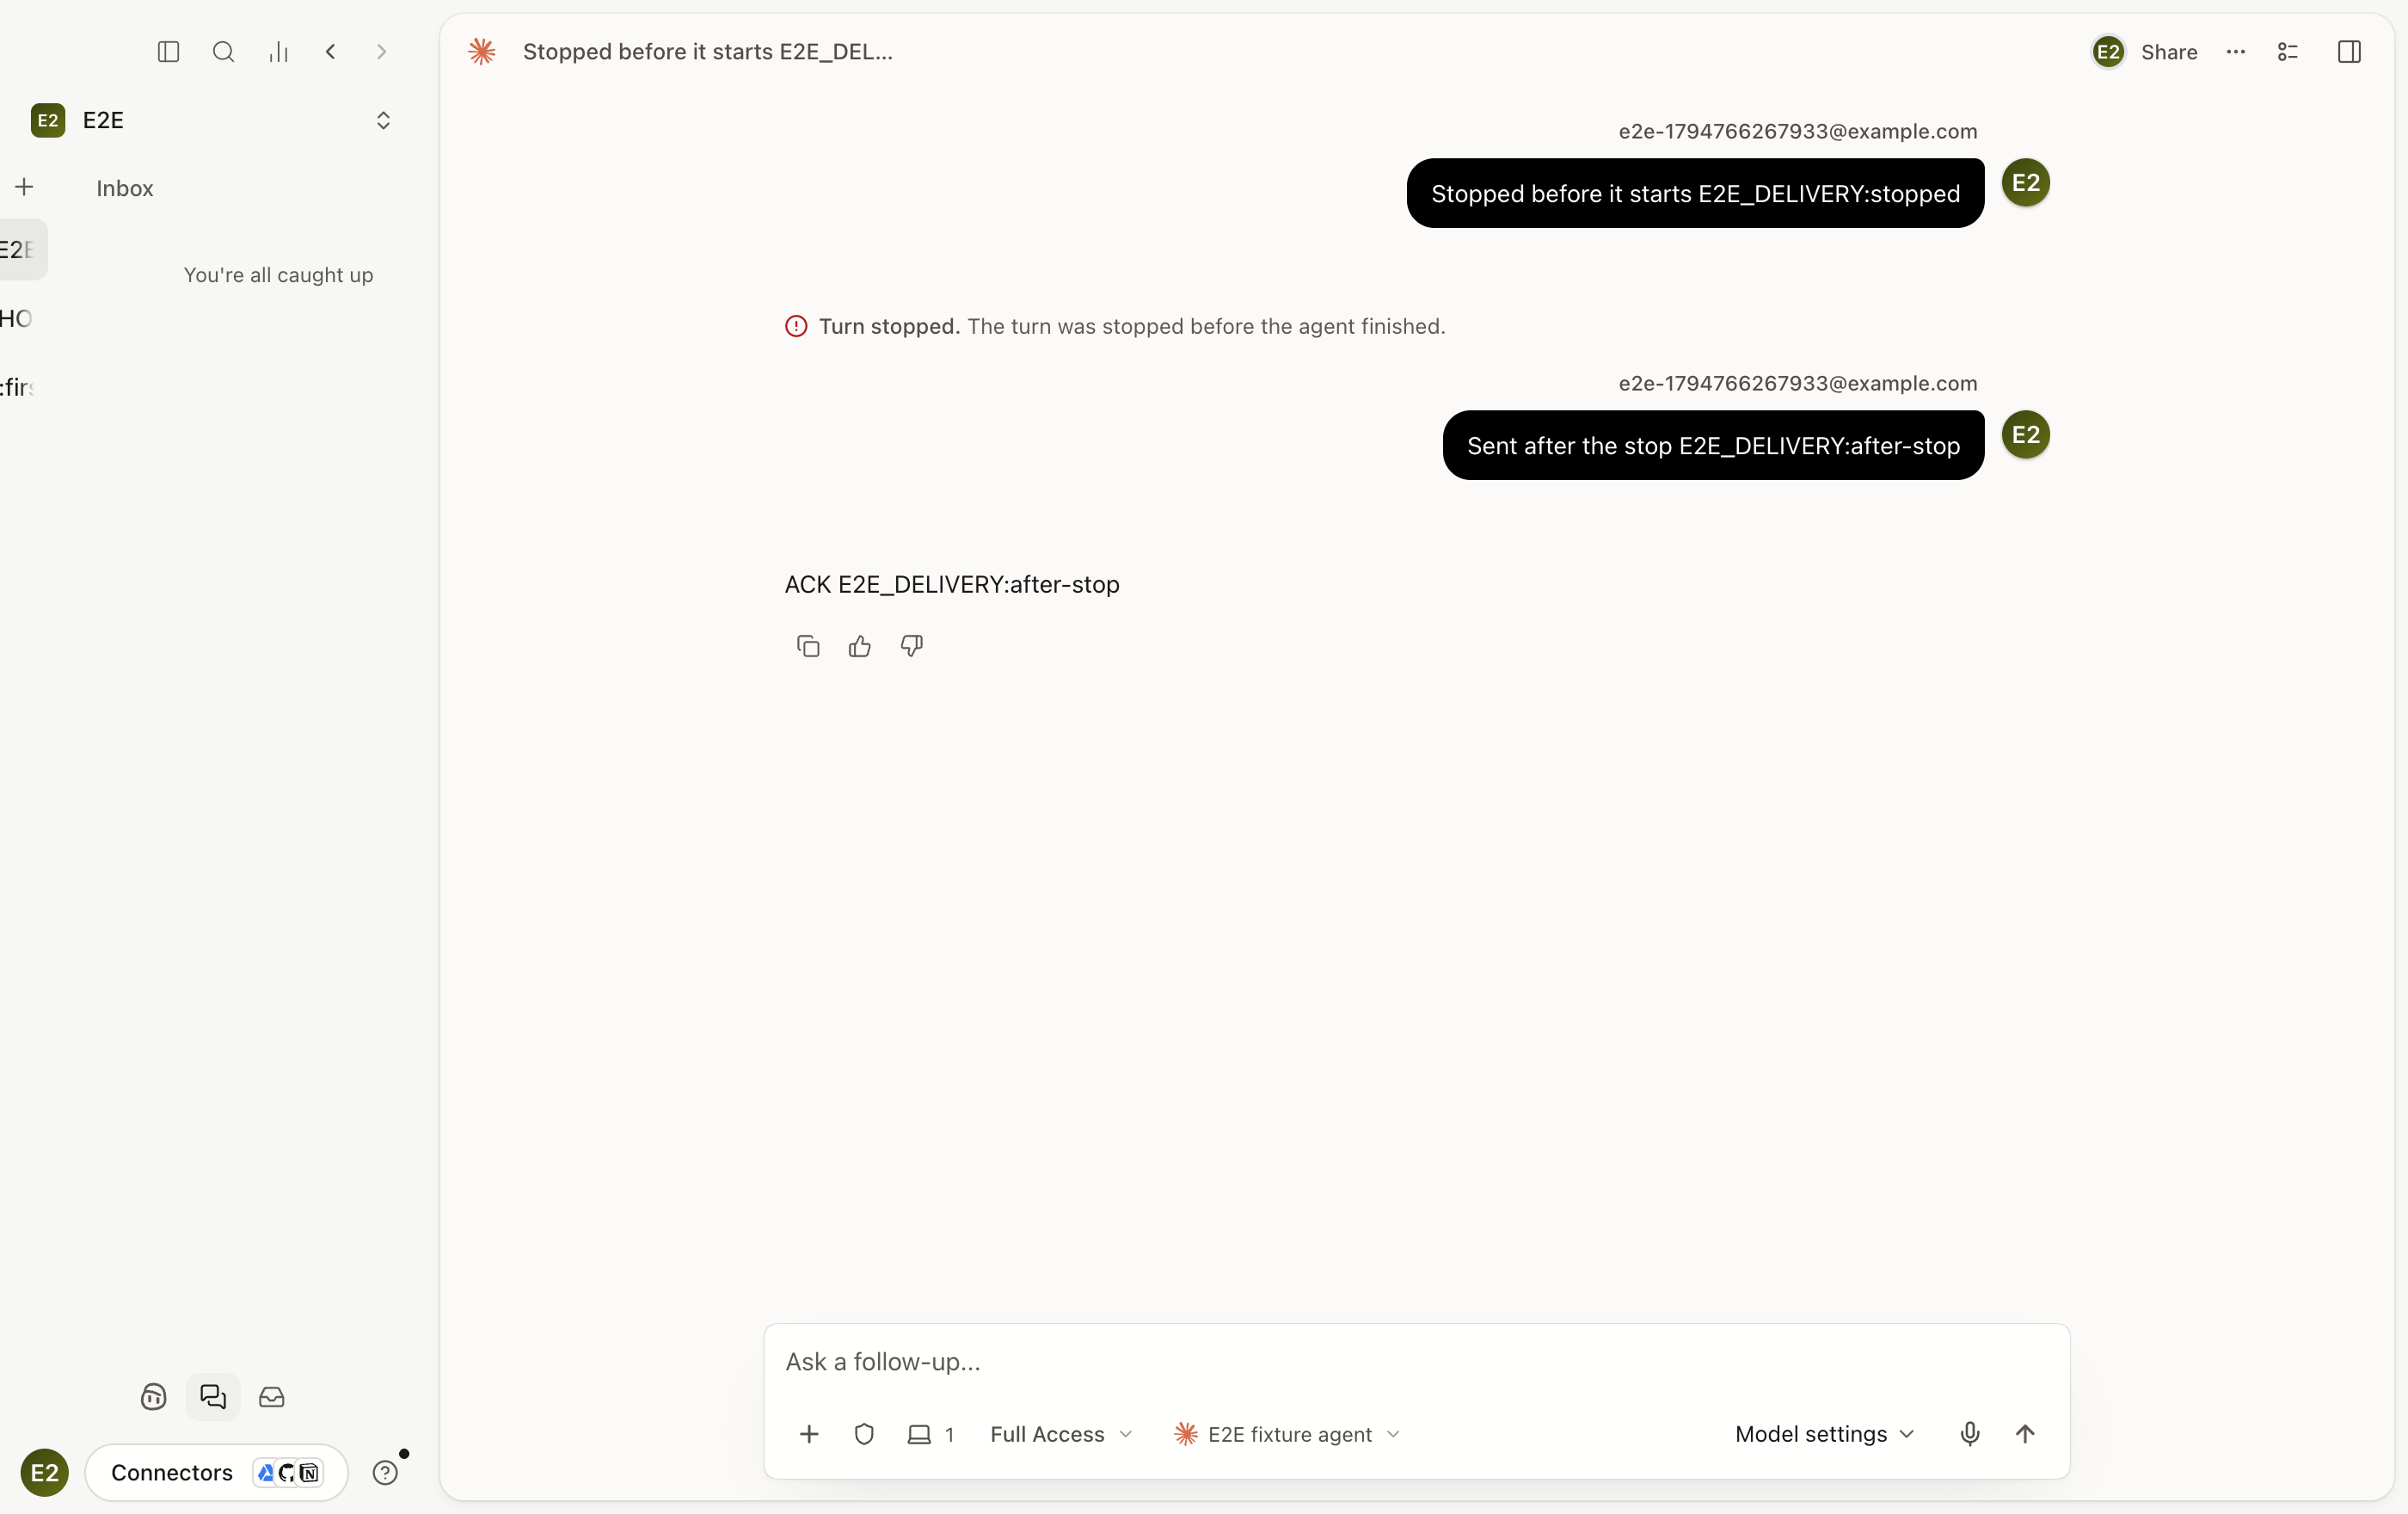 Stopped before it starts E2E_DEL...
E2 Share
E2 E2E
Inbox
E2E
HO
:firs
You're all caught up
e2e-1794766267933@example.com
Stopped before it starts E2E_DELIVERY:stopped
E2
Turn stopped. The turn was stopped before the agent finished.
e2e-1794766267933@example.com
Sent after the stop E2E_DELIVERY:after-stop
E2
ACK E2E_DELIVERY:after-stop
Ask a follow-up...
1 Full Access E2E fixture agent Model settings
E2 Connectors